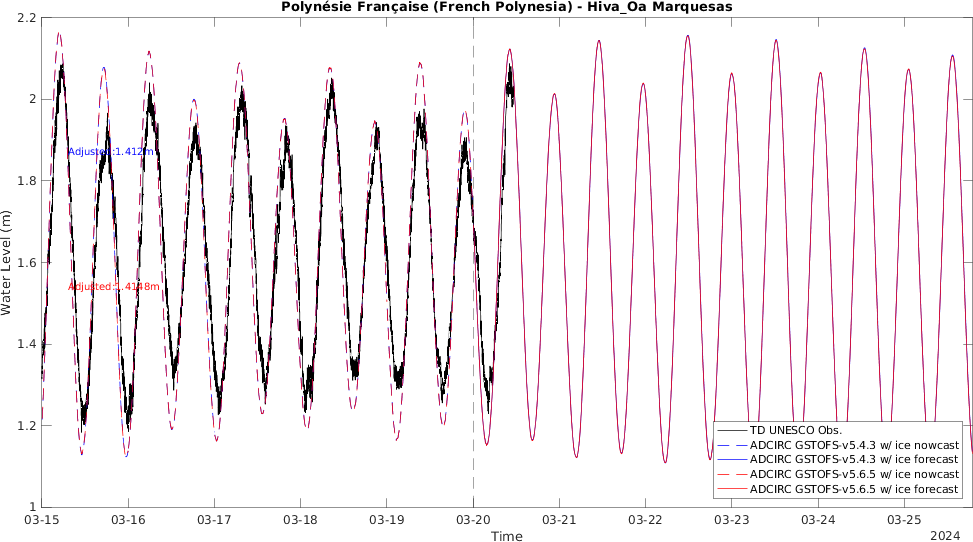 Polynésie Française (French Polynesia) - Hiva_Oa Marquesas
Water Level (m)
2.2
2
1.8
1.6
1.4
1.2
1
Adjusted:1.412m
Adjusted:1.4148m
TD UNESCO Obs.
ADCIRC GSTOFS-v5.4.3 w/ ice nowcast
ADCIRC GSTOFS-v5.4.3 w/ ice forecast
ADCIRC GSTOFS-v5.6.5 w/ ice nowcast
ADCIRC GSTOFS-v5.6.5 w/ ice forecast
03-15 03-16 03-17 03-18 03-19 03-20 03-21 03-22 03-23 03-24 03-25
Time
2024